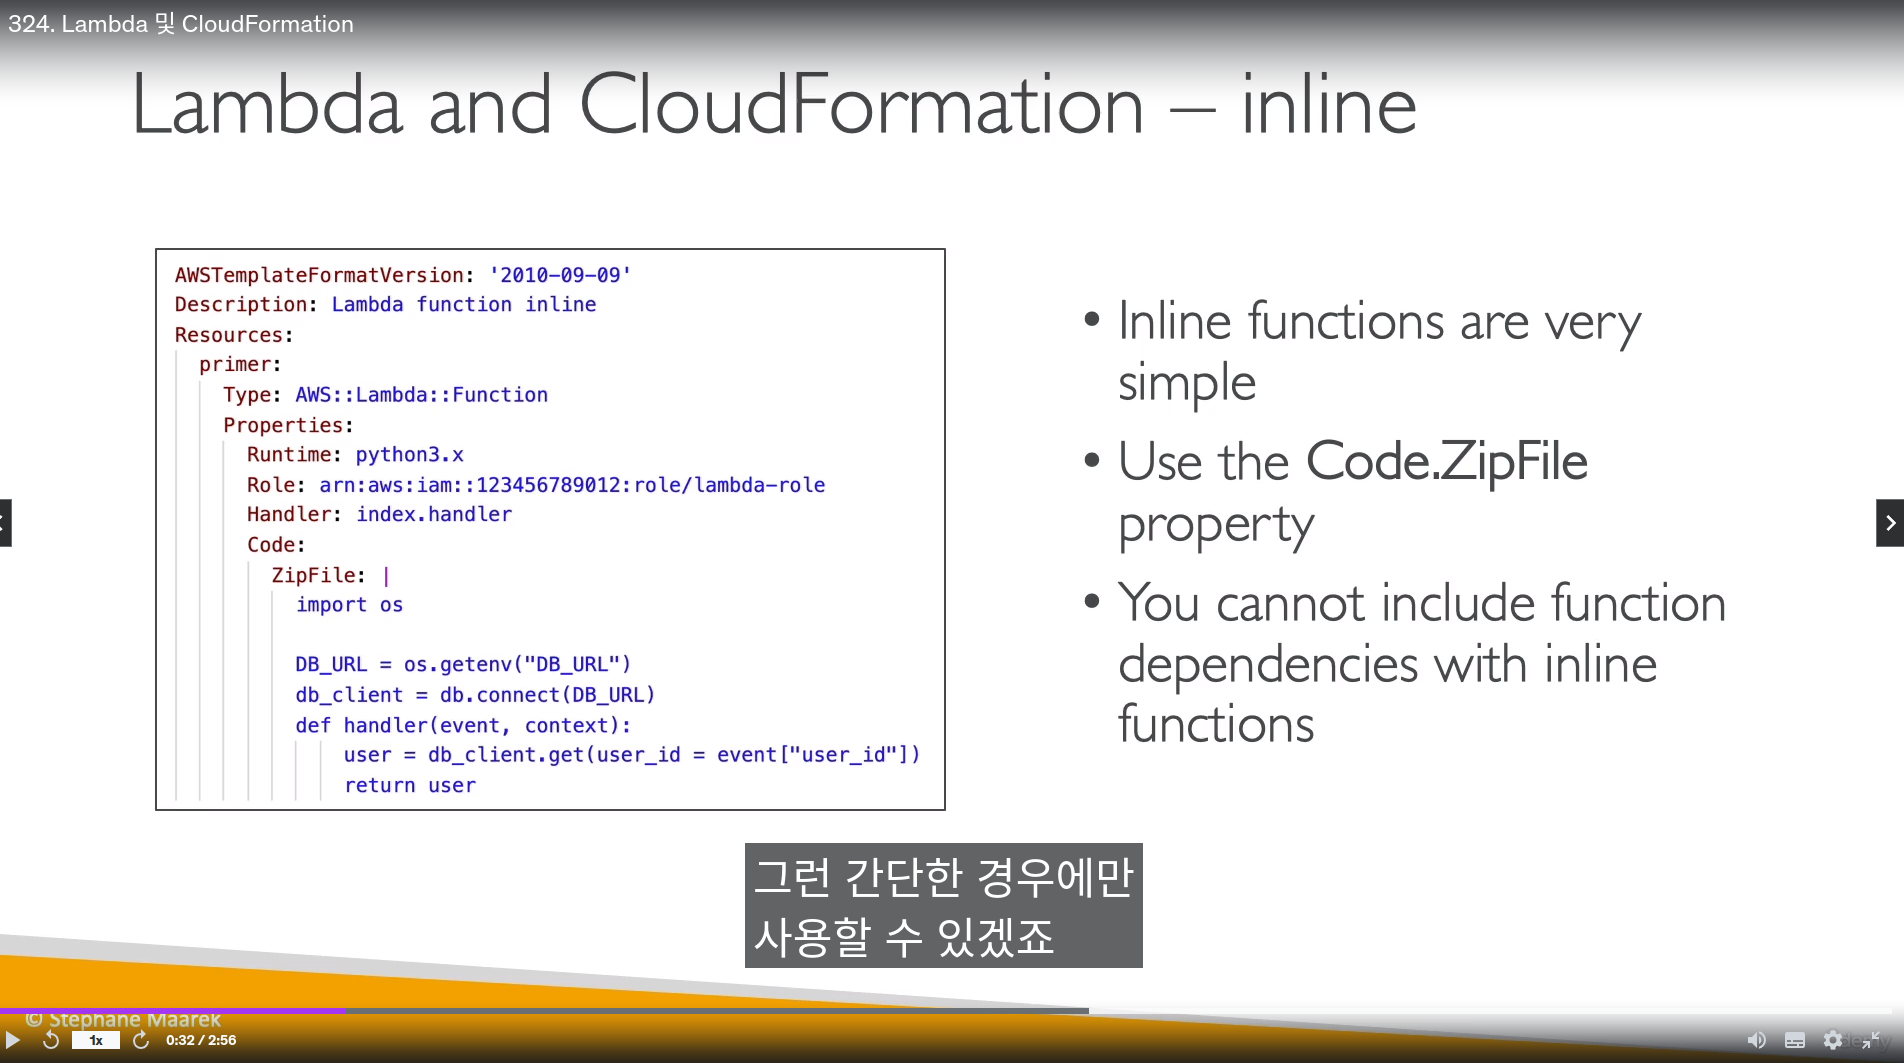 324. Lambda 및 CloudFormation
Lambda and CloudFormation – inline
AWSTemplateFormatVersion: '2010-09-09'
Description: Lambda function inline
Resources:
primer:
Type: AWS::Lambda::Function
Properties:
Runtime: python3.x
Role: arn:aws:iam::123456789012:role/lambda-role
Handler: index.handler
Code:
ZipFile: |
import os
DB_URL = os.getenv("DB_URL")
db_client = db.connect(DB_URL)
def handler(event, context):
user = db_client.get(user_id = event["user_id"])
return user
• Inline functions are very
simple
• Use the Code.ZipFile
property
• You cannot include function
dependencies with inline
functions
그런 간단한 경우에만
사용할 수 있겠죠
© Stephane Maarek
1x
0:32 / 2:56